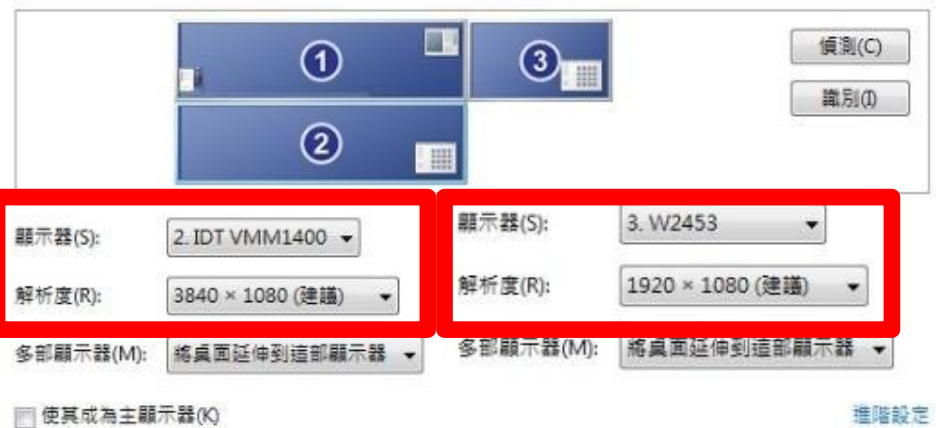 1
3
2
偵測(C)
識別(I)
顯示器(S):
2. IDT VMM1400
解析度(R):
3840 × 1080 (建議)
多部顯示器(M):
將桌面延伸到這部顯示器
使其成為主顯示器(K)
顯示器(S):
3. W2453
解析度(R):
1920 × 1080 (建議)
多部顯示器(M):
將桌面延伸到這部顯示器
進階設定